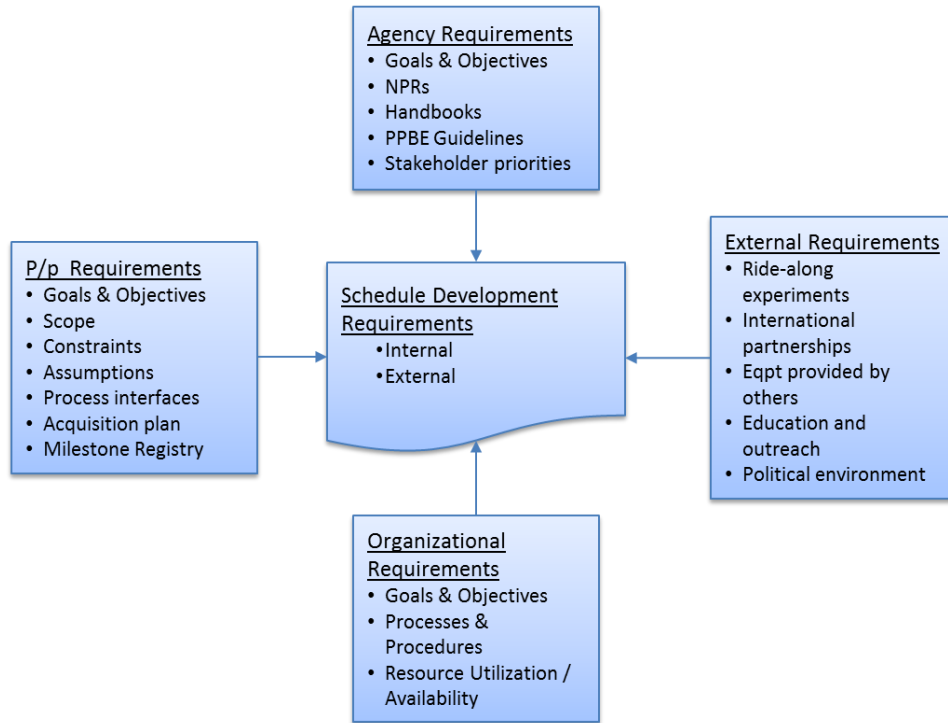 Agency Requirements
• Goals & Objectives
• NPRs
• Handbooks
• PPBE Guidelines
• Stakeholder priorities
P/p  Requirements
• Goals & Objectives
• Scope
• Constraints
• Assumptions
• Process interfaces
• Acquisition plan
• Milestone Registry
Schedule Development
Requirements
•Internal
•External
External Requirements
• Ride-along
experiments
• International
partnerships
• Eqpt provided by
others
• Education and
outreach
• Political environment
Organizational
Requirements
• Goals & Objectives
• Processes &
Procedures
• Resource Utilization /
Availability